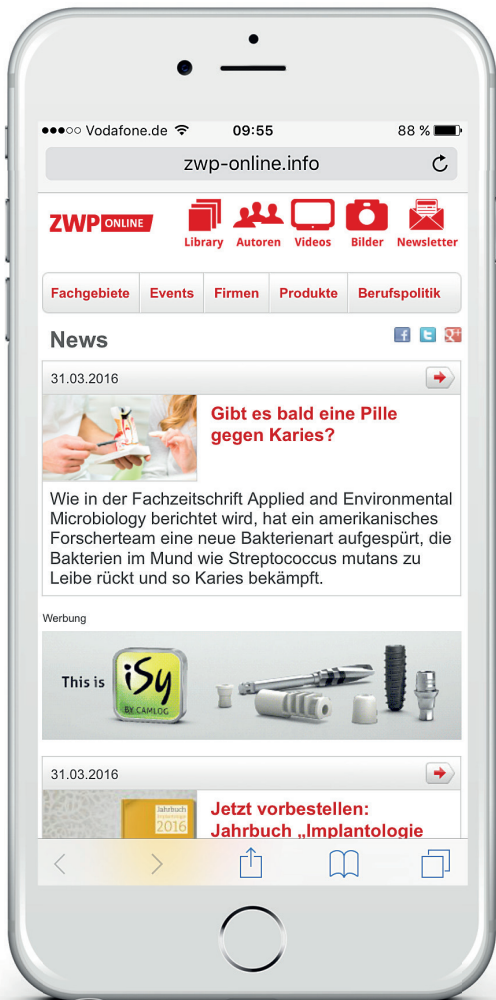 Vodafone.de 09:55 88 %
zwp-online.info
ZWP ONLINE
Library Autoren Videos Bilder Newsletter
Fachgebiete Events Firmen Produkte Berufspolitik
News
31.03.2016
Gibt es bald eine Pille
gegen Karies?
Wie in der Fachzeitschrift Applied and Environmental
Microbiology berichtet wird, hat ein amerikanisches
Forscherteam eine neue Bakterienart aufgespürt, die
Bakterien im Mund wie Streptococcus mutans zu
Leibe rückt und so Karies bekämpft.
Werbung
This is iSy
BY CAMLOG
31.03.2016
Jahrbuch
2016
Jetzt vorbestellen:
Jahrbuch „Implantologie